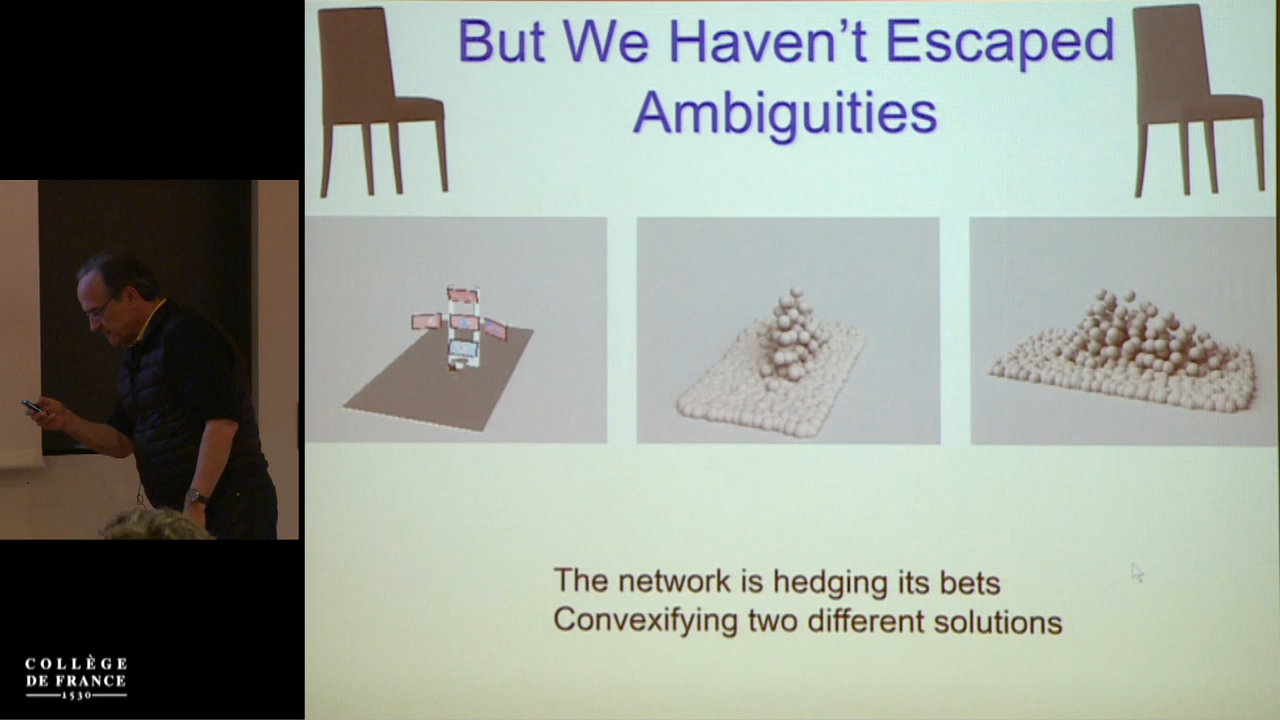 But We Haven't Escaped
Ambiguities
The network is hedging its bets
Convexifying two different solutions
COLLÈGE
DE FRANCE
1530